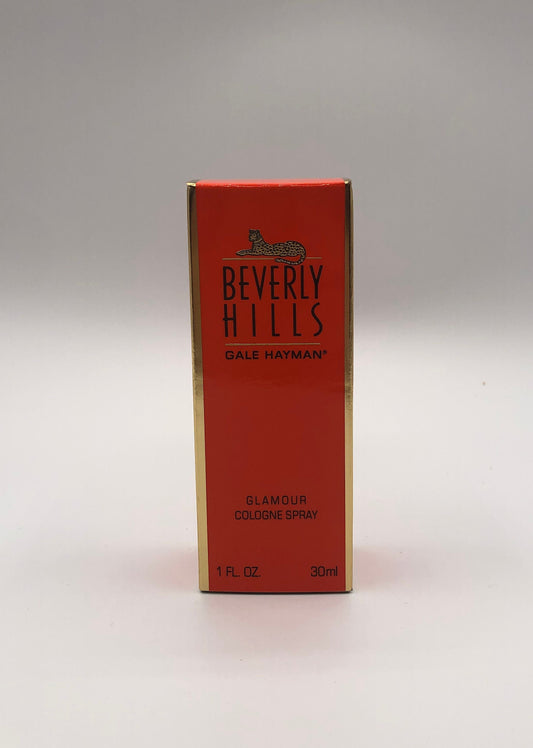 BEVERLY
HILLS
GALE HAYMAN®
GLAMOUR
COLOGNE SPRAY
1 FL. OZ. 30ml